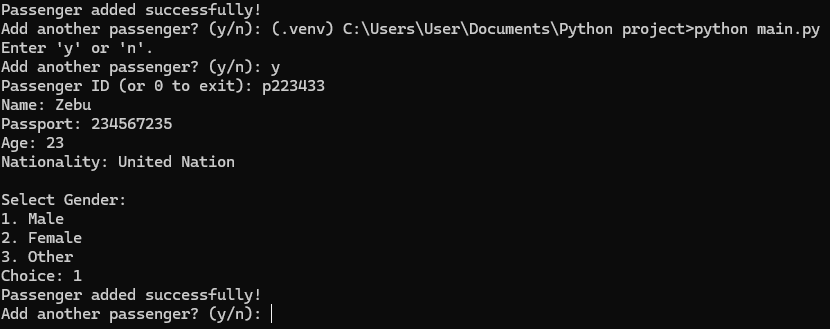 Passenger added successfully!
Add another passenger? (y/n): (.venv) C:\Users\User\Documents\Python project>python main.py
Enter 'y' or 'n'.
Add another passenger? (y/n): y
Passenger ID (or 0 to exit): p223433
Name: Zebu
Passport: 234567235
Age: 23
Nationality: United Nation

Select Gender:
1. Male
2. Female
3. Other
Choice: 1
Passenger added successfully!
Add another passenger? (y/n):